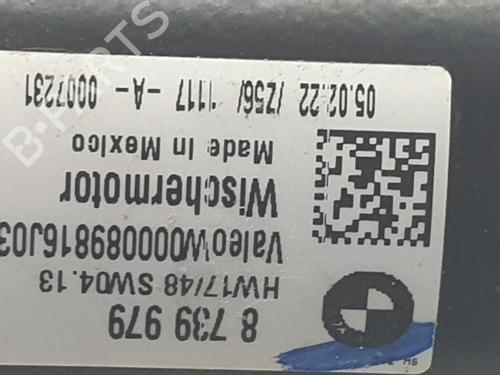 8 739 979
HW17/48 SW04.13
ValeoW000089816J03
Wischermotor
Made In Mexico
05.02.22 /Z56/ 1117 -A- 0007231
B-PARTS